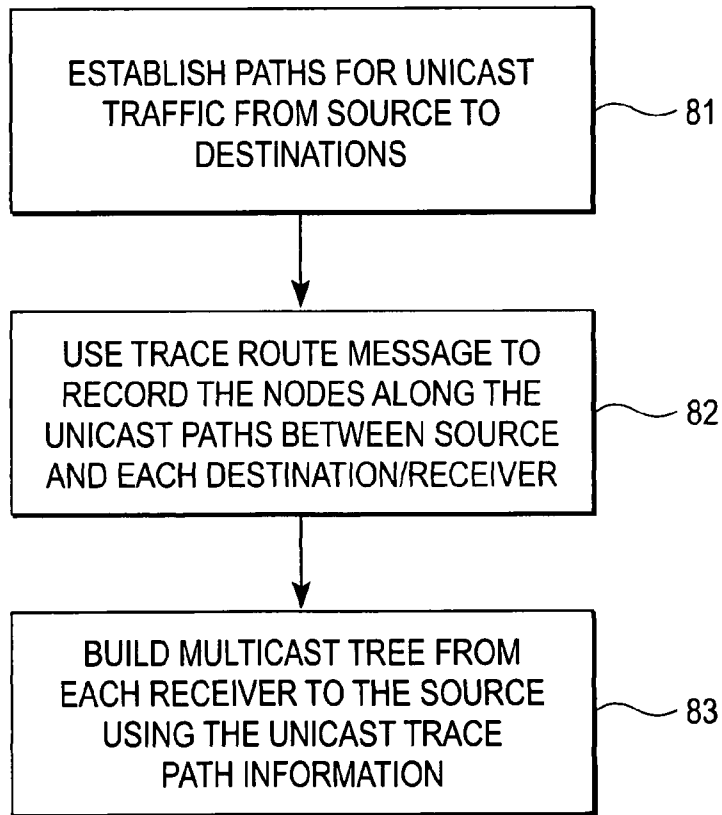 ESTABLISH PATHS FOR UNICAST
TRAFFIC FROM SOURCE TO
DESTINATIONS
81
USE TRACE ROUTE MESSAGE TO
RECORD THE NODES ALONG THE
UNICAST PATHS BETWEEN SOURCE
AND EACH DESTINATION/RECEIVER
82
BUILD MULTICAST TREE FROM
EACH RECEIVER TO THE SOURCE
USING THE UNICAST TRACE
PATH INFORMATION
83